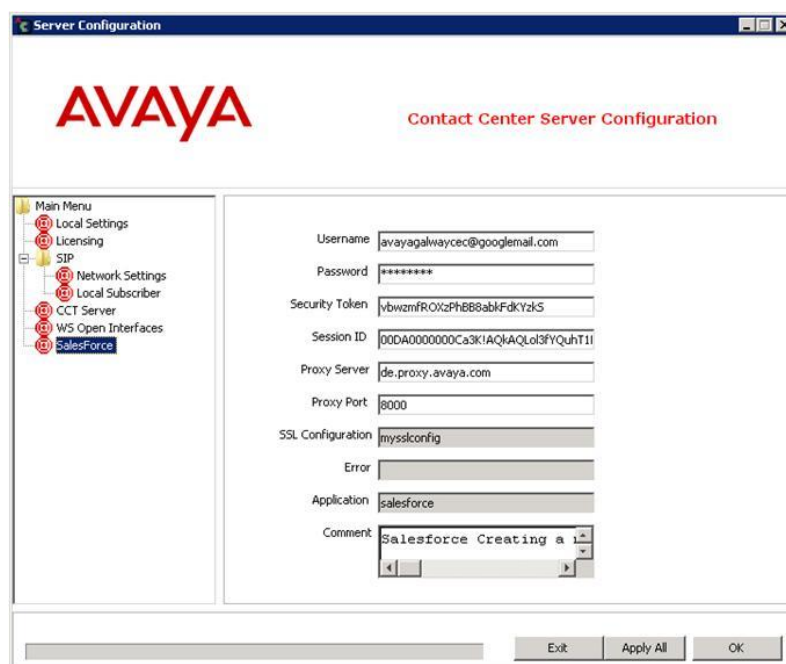 Server Configuration
AVAYA
Contact Center Server Configuration
Main Menu
Local Settings
Licensing
SIP
Network Settings
Local Subscriber
CCT Server
WS Open Interfaces
SalesForce
Username avayagalwaycec@googlemail.com
Password ********
Security Token vbwzmfROXzPhBB8abkFdKYzkS
Session ID 00DA0000000Ca3K!AQkAQLol3fYQuhT1I
Proxy Server de.proxy.avaya.com
Proxy Port 8000
SSL Configuration mysslconfig
Error
Application salesforce
Comment Salesforce Creating a
Exit Apply All OK